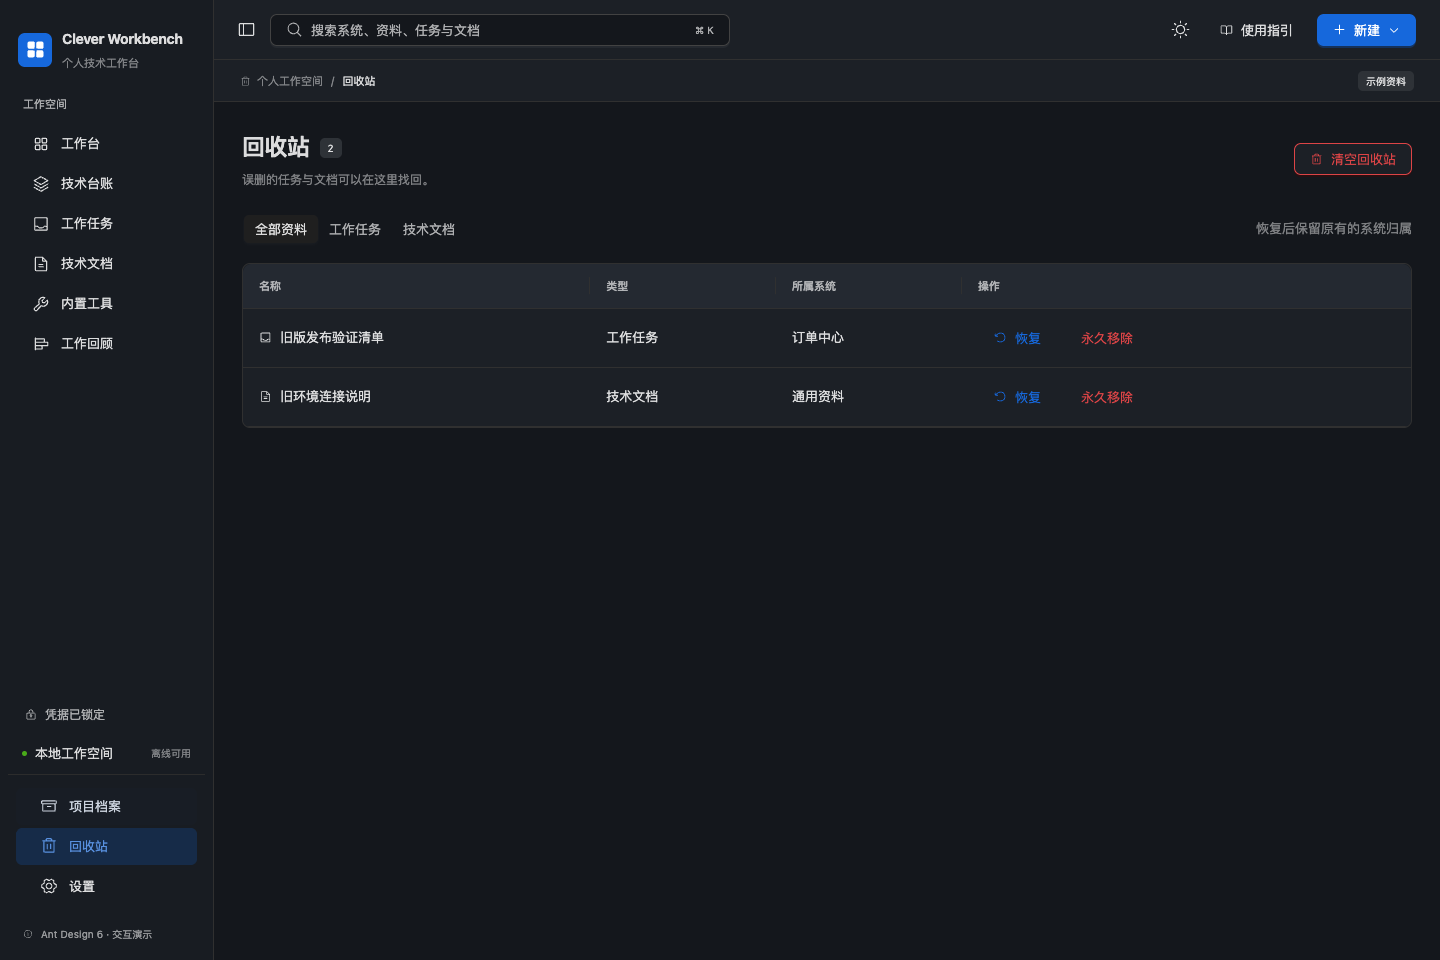 Clever Workbench
个人技术工作台
搜索系统、资料、任务与文档
⌘ K
使用指引
新建
工作空间
个人工作空间 / 回收站
示例资料
工作台
技术台账
工作任务
技术文档
内置工具
工作回顾
回收站 2
误删的任务与文档可以在这里找回。
清空回收站
全部资料 工作任务 技术文档
恢复后保留原有的系统归属
名称 类型 所属系统 操作
旧版发布验证清单 工作任务 订单中心 恢复 永久移除
旧环境连接说明 技术文档 通用资料 恢复 永久移除
凭据已锁定
本地工作空间 离线可用
项目档案
回收站
设置
Ant Design 6 · 交互演示